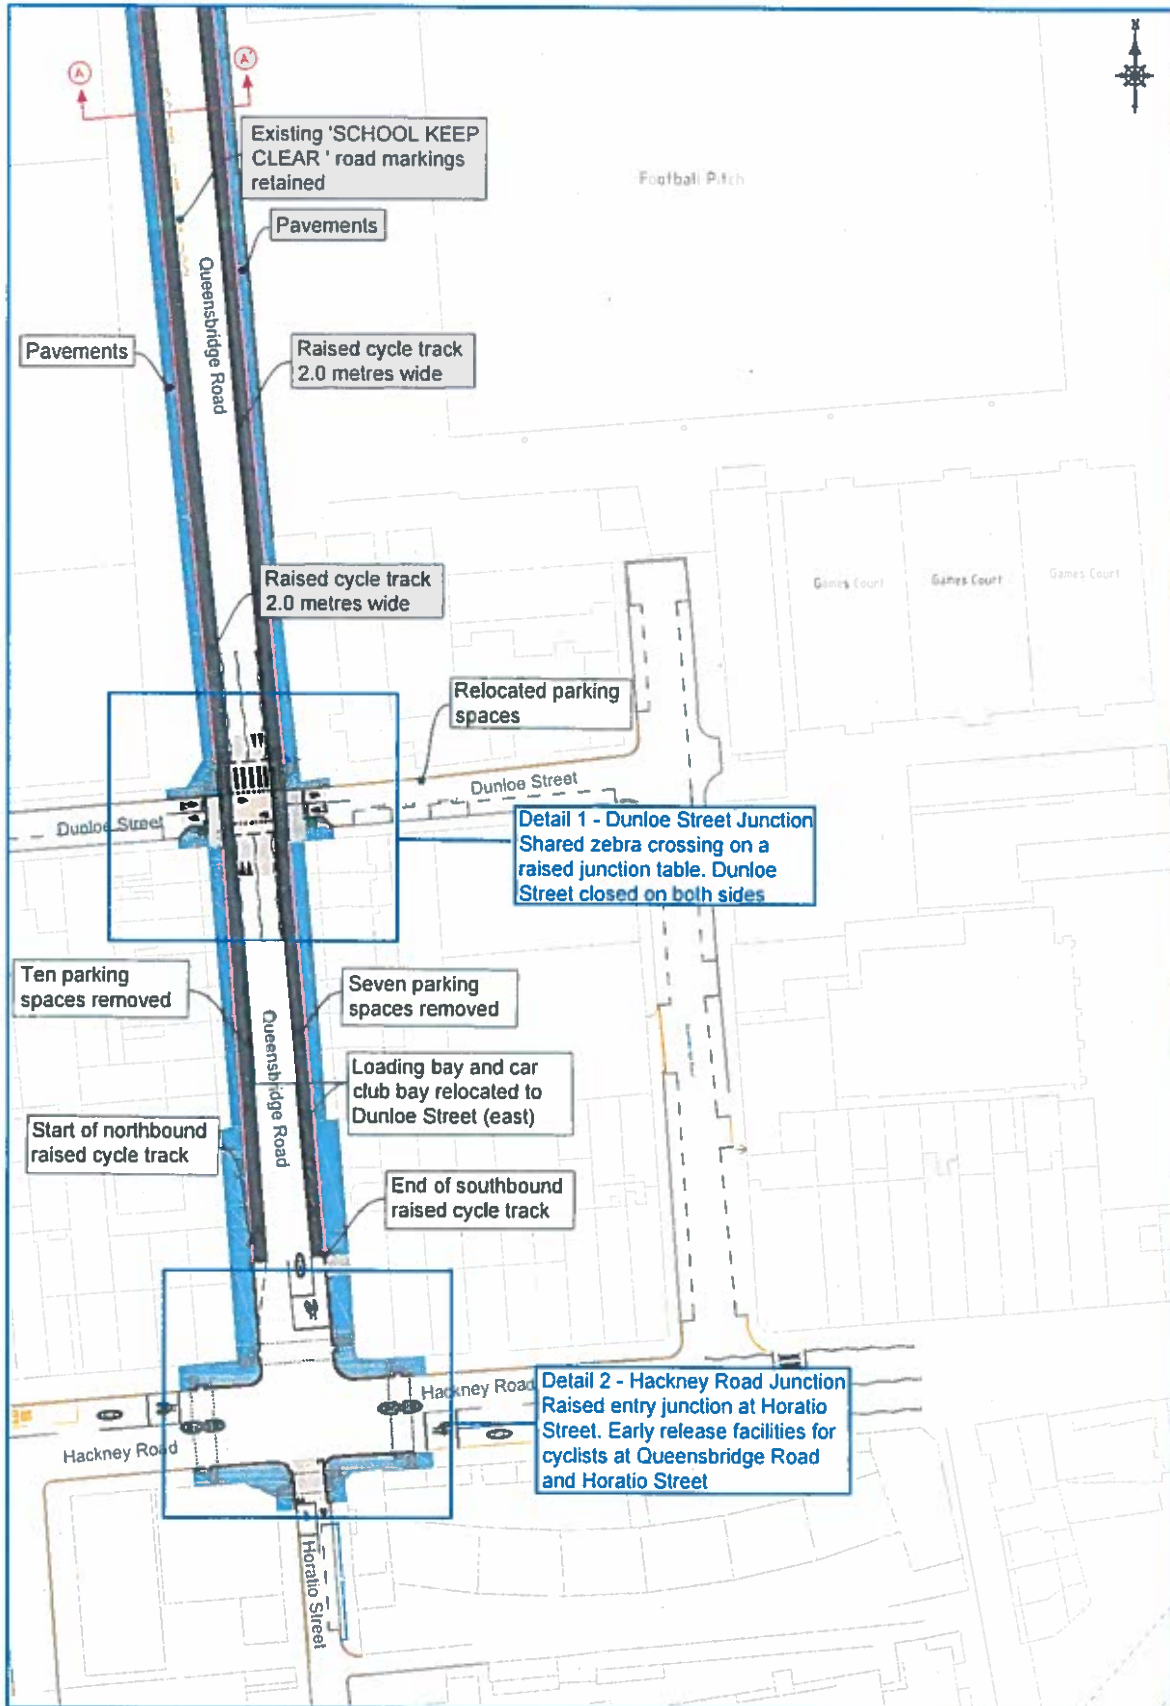 N
A
A'
Existing 'SCHOOL KEEP
CLEAR ' road markings
retained
Football Pitch
Pavements
Queensbridge Road
Pavements
Raised cycle track
2.0 metres wide
Raised cycle track
2.0 metres wide
Games Court
Games Court
Games Court
Relocated parking
spaces
Dunloe Street
Dunloe Street
Detail 1 - Dunloe Street Junction
Shared zebra crossing on a
raised junction table. Dunloe
Street closed on both sides
Ten parking
spaces removed
Seven parking
spaces removed
Queensbridge Road
Loading bay and car
club bay relocated to
Dunloe Street (east)
Start of northbound
raised cycle track
End of southbound
raised cycle track
Hackney Road
Detail 2 - Hackney Road Junction
Raised entry junction at Horatio
Street. Early release facilities for
cyclists at Queensbridge Road
and Horatio Street
Hackney Road
Horatio Street